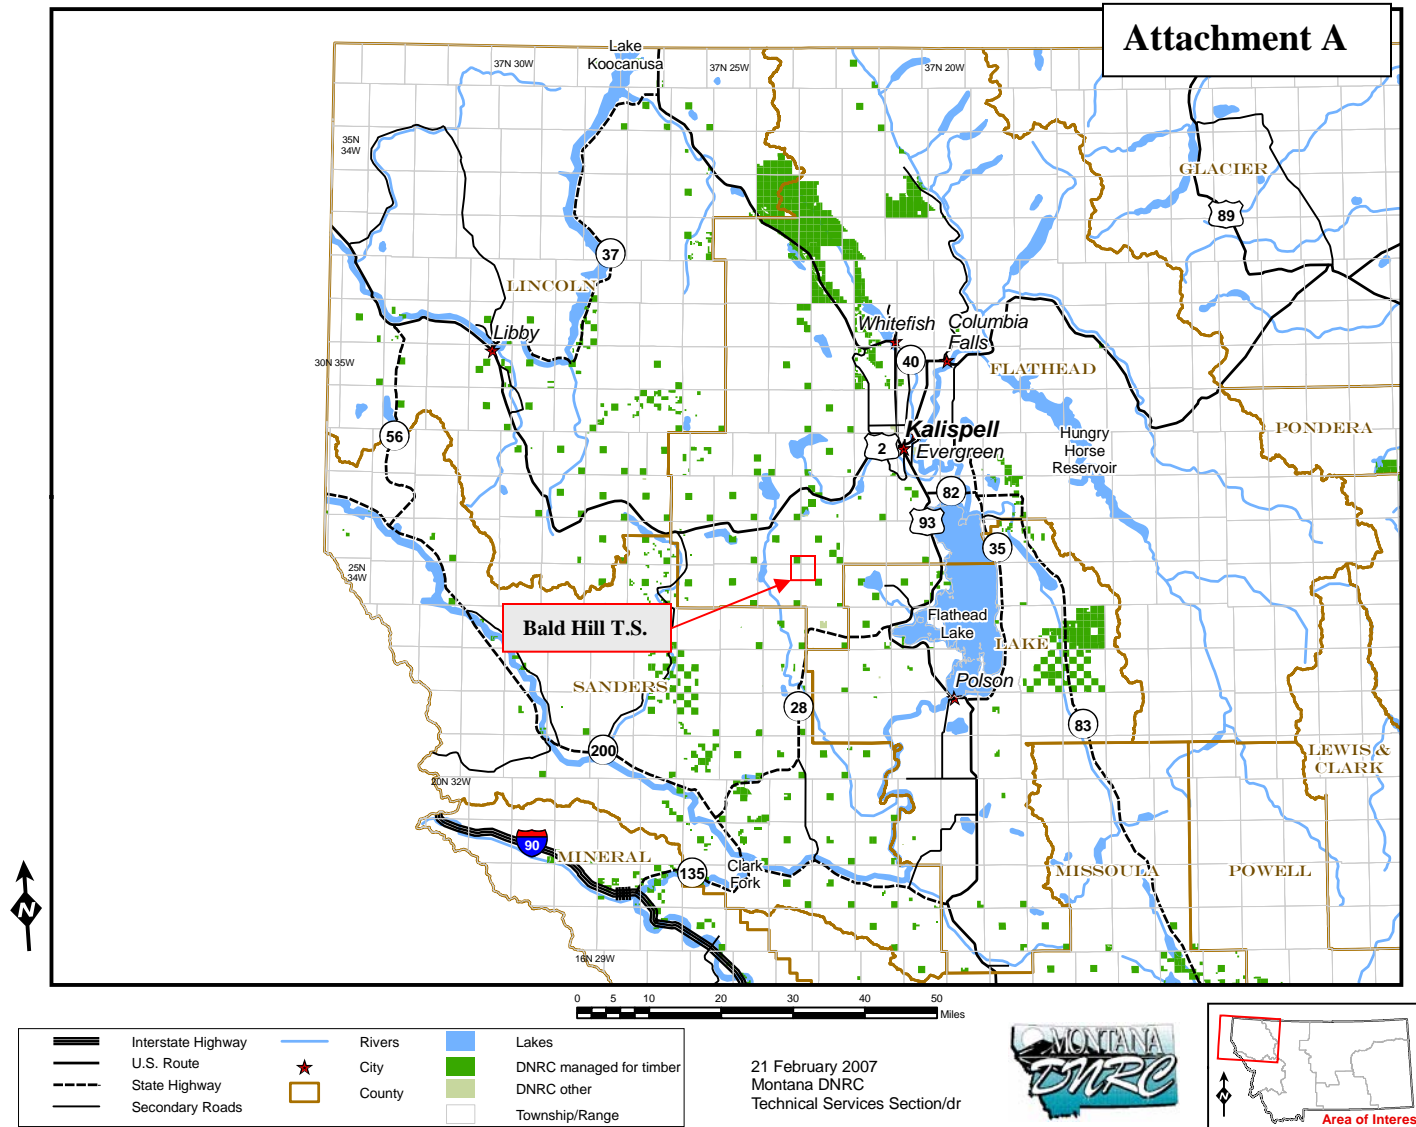 Attachment A
Lake
Koocanusa
37N 30W
37N 25W
37N 20W
35N
34W
GLACIER
89
37
LINCOLN
Libby
Whitefish
Columbia
Falls
40
FLATHEAD
30N 35W
56
Kalispell
Evergreen
2
Hungry
Horse
Reservoir
PONDERA
82
93
35
25N
34W
Bald Hill T.S.
Flathead
Lake
LAKE
SANDERS
Polson
28
83
200
LEWIS &
CLARK
20N 32W
90
MINERAL
135
Clark
Fork
MISSOULA
POWELL
16N 29W
N
0 5 10 20 30 40 50
Miles
Interstate Highway
U.S. Route
State Highway
Secondary Roads
Rivers
City
County
Lakes
DNRC managed for timber
DNRC other
Township/Range
21 February 2007
Montana DNRC
Technical Services Section/dr
MONTANA
DNRC
N
Area of Interes